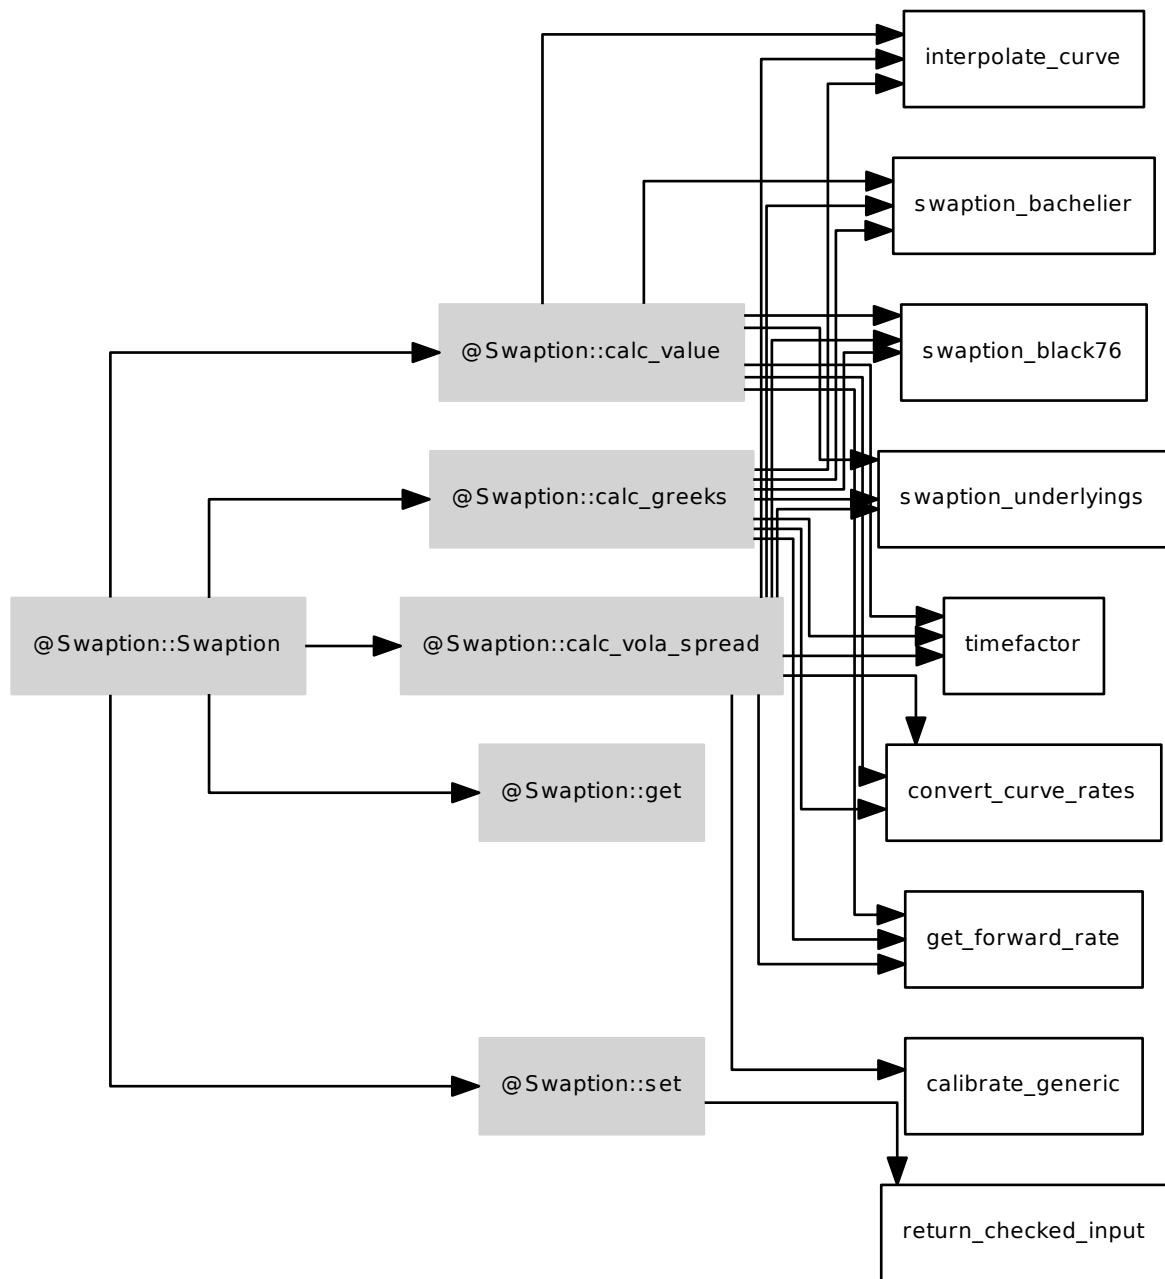 interpolate_curve
swaption_bachelier
@Swaption::calc_value
swaption_black76
@Swaption::calc_greeks
swaption_underlyings
@Swaption::Swaption
@Swaption::calc_vola_spread
timefactor
@Swaption::get
convert_curve_rates
get_forward_rate
@Swaption::set
calibrate_generic
return_checked_input